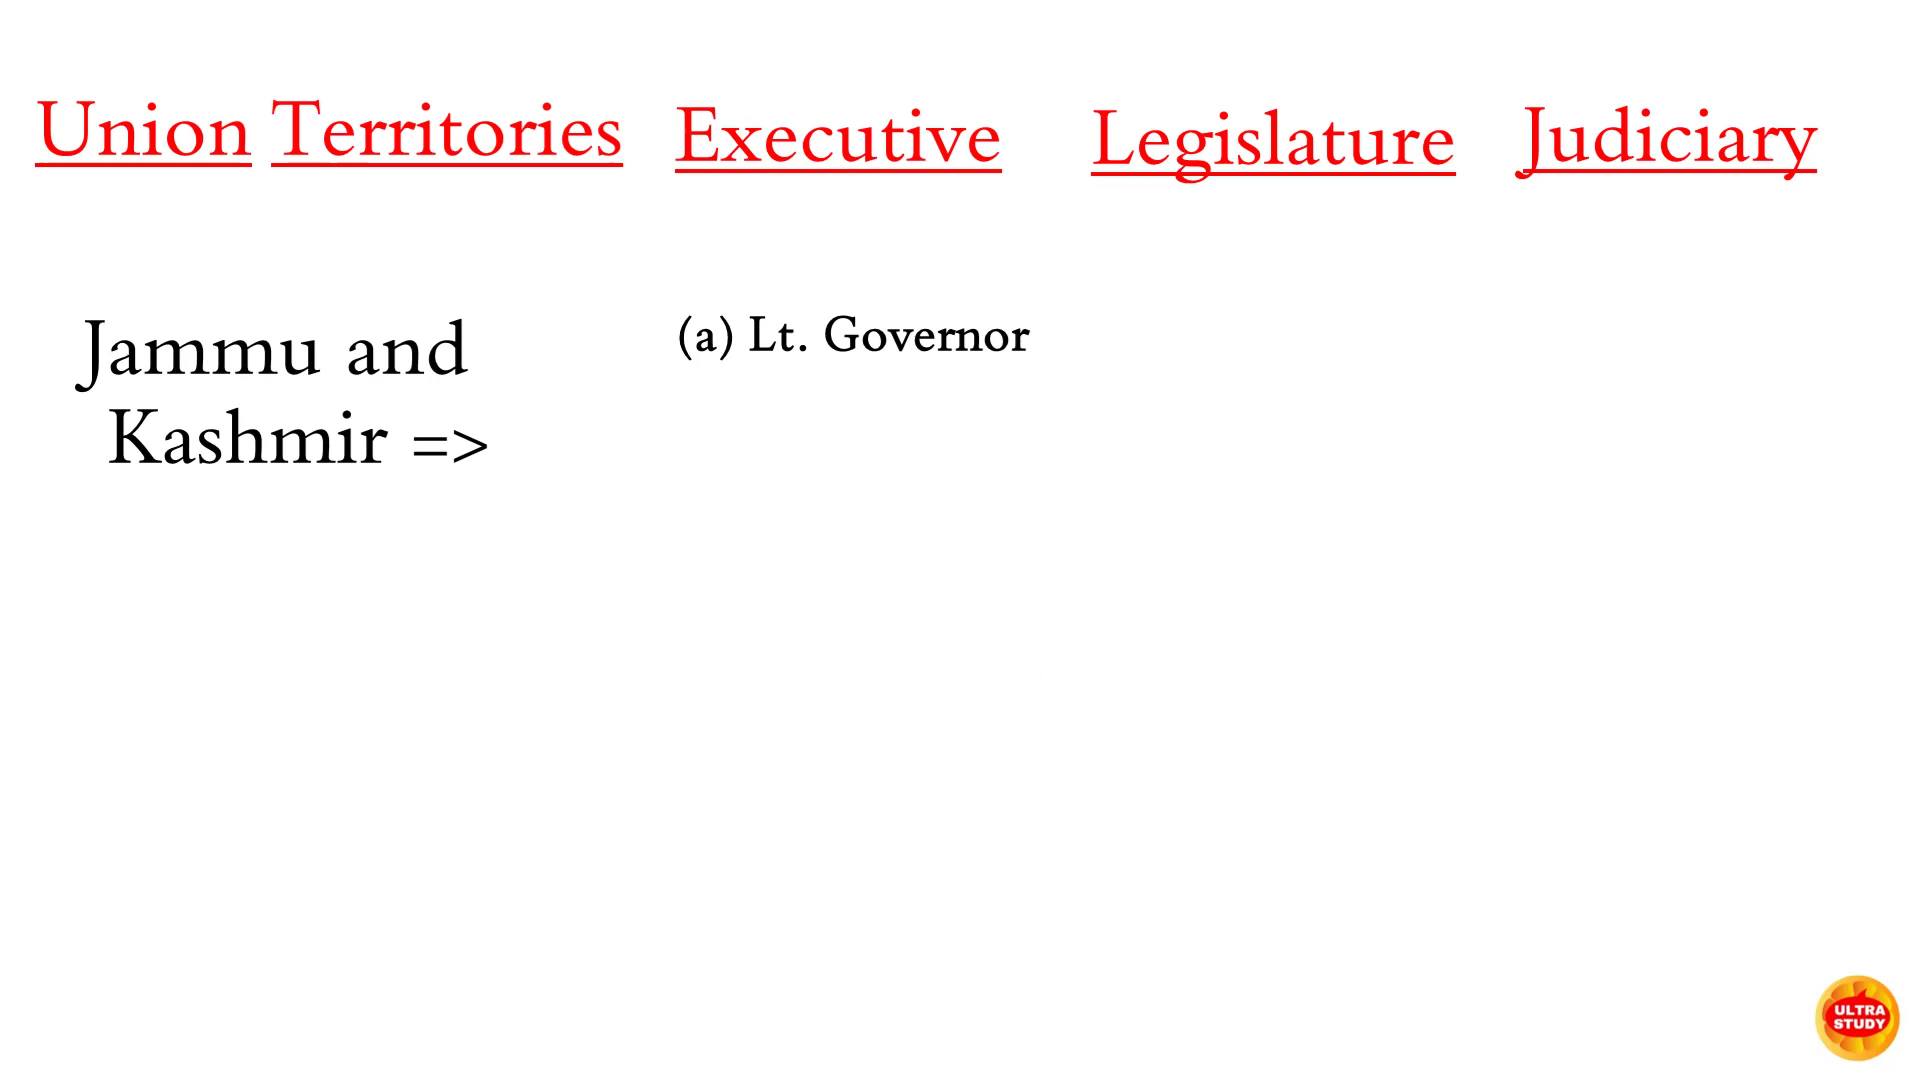 Union Territories Executive Legislature Judiciary
Jammu and
Kashmir =>
(a) Lt. Governor
ULTRA
STUDY